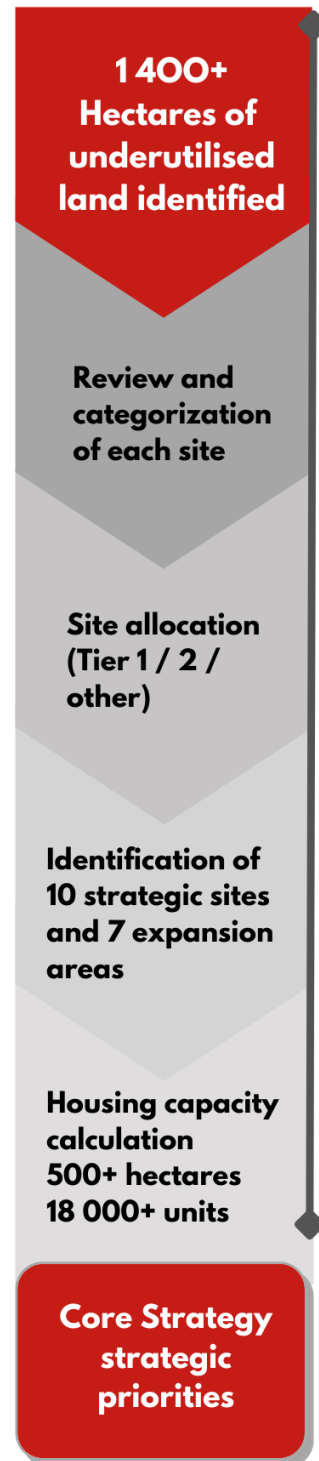 1 400+
Hectares of
underutilised
land identified
Review and
categorization
of each site
Site allocation
(Tier 1 / 2 /
other)
Identification of
10 strategic sites
and 7 expansion
areas
Housing capacity
calculation
500+ hectares
18 000+ units
Core Strategy
strategic
priorities